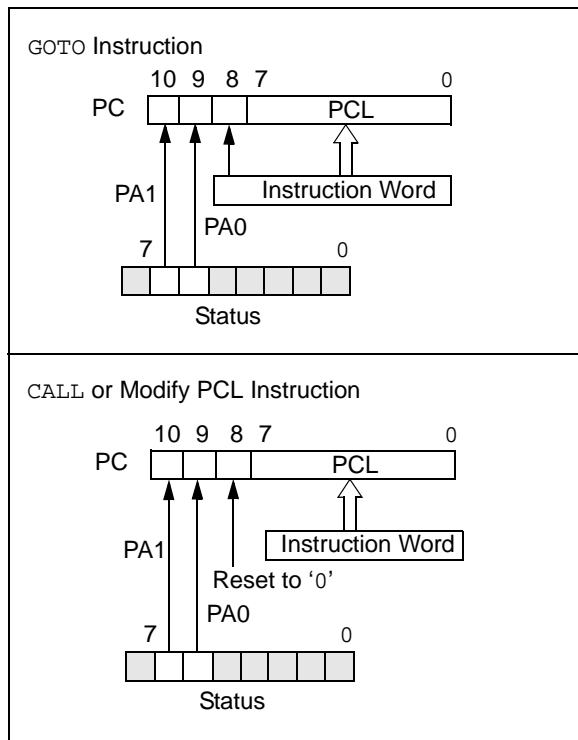 GOTO Instruction
10 9 8 7 0
PC PCL
Instruction Word
PA1
PA0
7 0
Status
CALL or Modify PCL Instruction
10 9 8 7 0
PC PCL
Instruction Word
PA1
Reset to ‘0’
PA0
7 0
Status